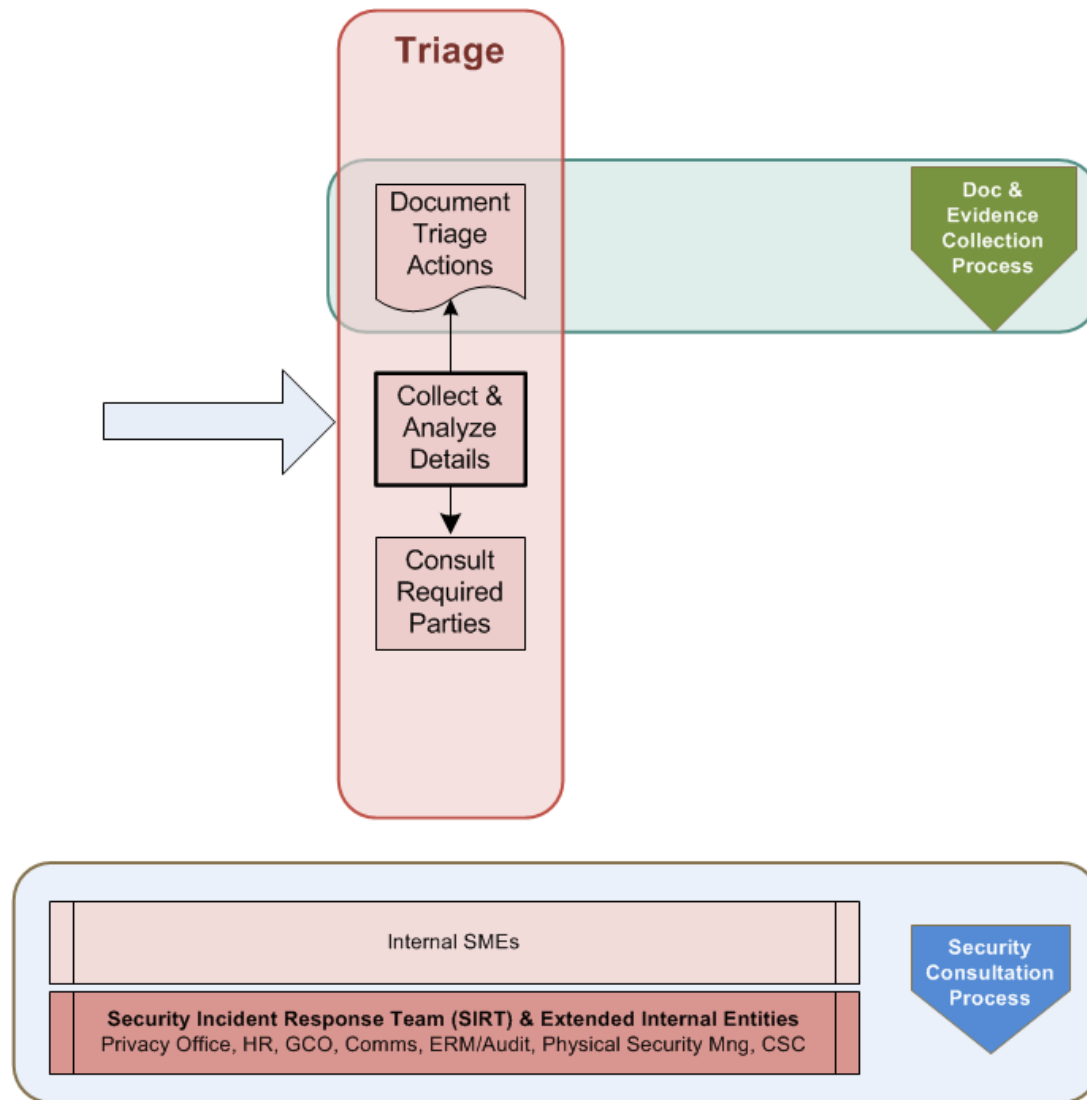 Triage
Document
Triage
Actions
Doc &
Evidence
Collection
Process
Collect &
Analyze
Details
Consult
Required
Parties
Internal SMEs
Security
Consultation
Process
Security Incident Response Team (SIRT) & Extended Internal Entities
Privacy Office, HR, GCO, Comms, ERM/Audit, Physical Security Mng, CSC